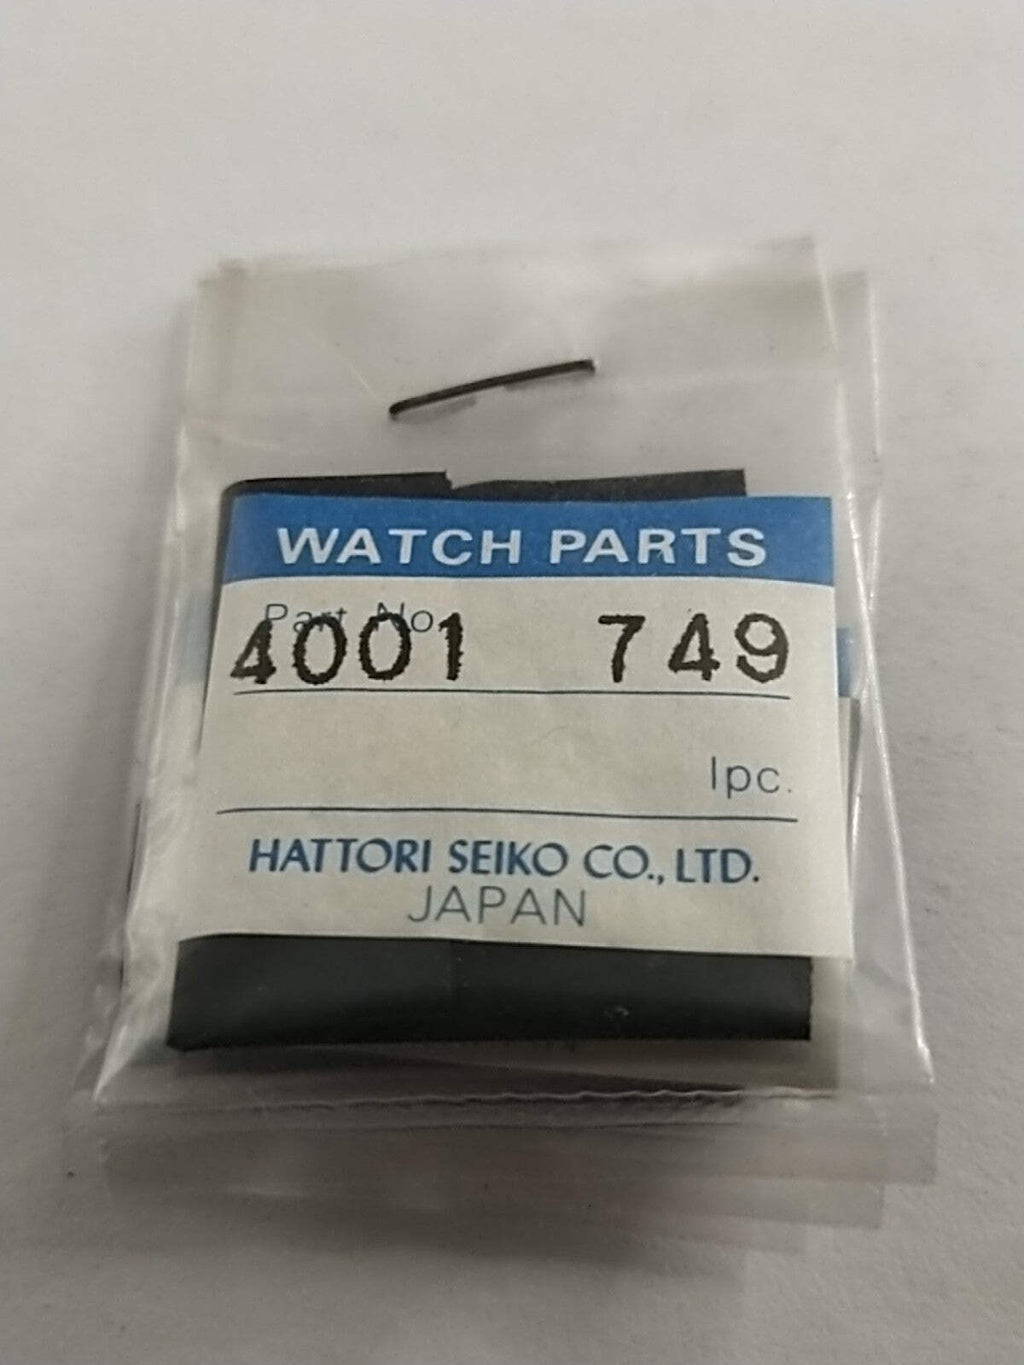 WATCH PARTS
Part No.
4001 749
1pc.
HATTORI SEIKO CO., LTD.
JAPAN